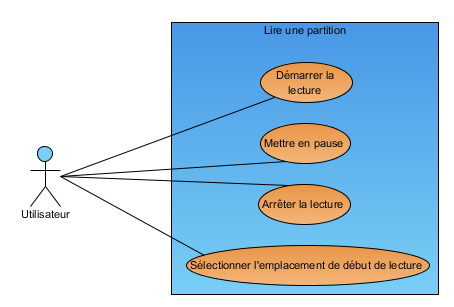 Lire une partition
Démarrer la
lecture
Mettre en pause
Arrêter la lecture
Utilisateur
Sélectionner l'emplacement de début de lecture